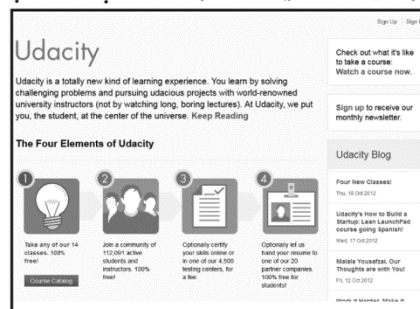 Sign Up
Udacity
Udacity is a totally new kind of learning experience. You learn by solving
challenging problems and pursuing udacious projects with world-renowned
university instructors (not by watching long, boring lectures). At Udacity, we put
you, the student, at the center of the universe. Keep Reading
The Four Elements of Udacity
1
2
3
4
Take any of our 14
classes. 100%
free!
Course Catalog
Join a community of
112,091 active
students and
instructors. 100%
free!
Optionally certify
your skills online or
in one of our 4,500
testing centers, for
a fee.
Optionally let us
hand your resume to
one of our 20
partner companies.
100% free for
students!
Check out what it's like
to take a course:
Watch a course now.
Sign up to receive our
monthly newsletter.
Udacity Blog
Four New Classes!
Thu, 18 Oct 2012
Udacity's How to Build a
Startup: Lean LaunchPad
course going Spanish!
Wed, 17 Oct 2012
Malala Yousafzai, Our
Thoughts are with You!
Fri, 12 Oct 2012
Work it Harder, Make it